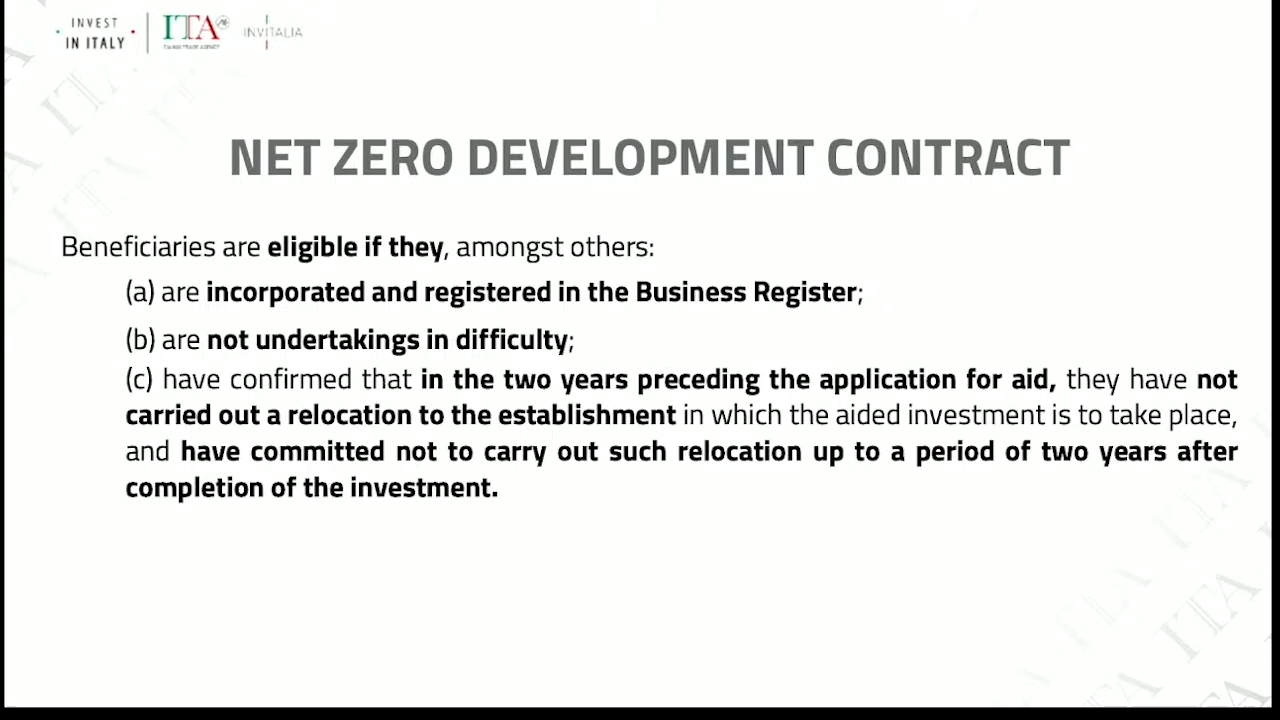 INVEST
IN ITALY
ITA
ITALIAN TRADE AGENCY
INVITALIA
NET ZERO DEVELOPMENT CONTRACT
Beneficiaries are eligible if they, amongst others:
(a) are incorporated and registered in the Business Register;
(b) are not undertakings in difficulty;
(c) have confirmed that in the two years preceding the application for aid, they have not
carried out a relocation to the establishment in which the aided investment is to take place,
and have committed not to carry out such relocation up to a period of two years after
completion of the investment.